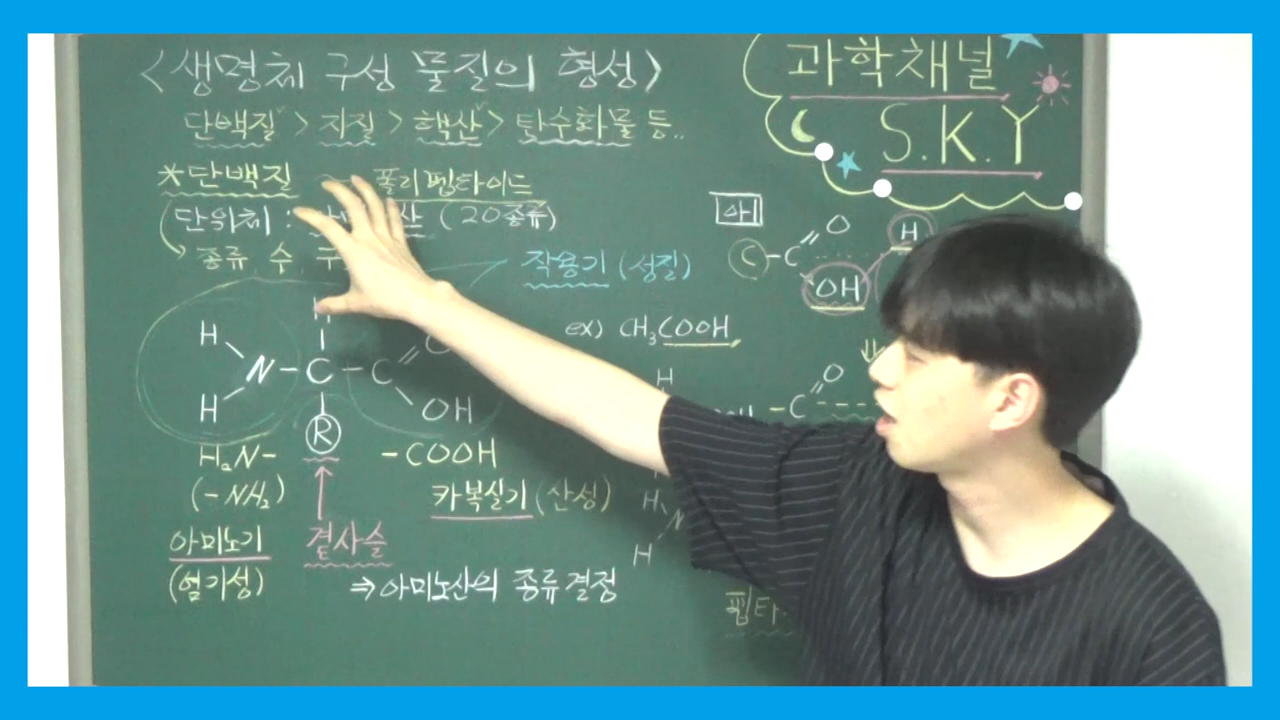 <생명체 구성 물질의 형성>
단백질 > 지질 > 핵산 > 탄수화물 등..
과학채널
S.K.Y
*단백질
폴리펩타이드
단위체 : 산 (20종류)
종류 수
작용기 (성질)
ex) CH₃COOH
H
H
N-C-C
O
H
OH
R
H₂N-
(-NH₂)
아미노기
(염기성)
곁사슬
⇒ 아미노산의 종류 결정
-COOH
카복실기 (산성)
C-C
O
OH
H
-C
O
H
H
N
H
펩타